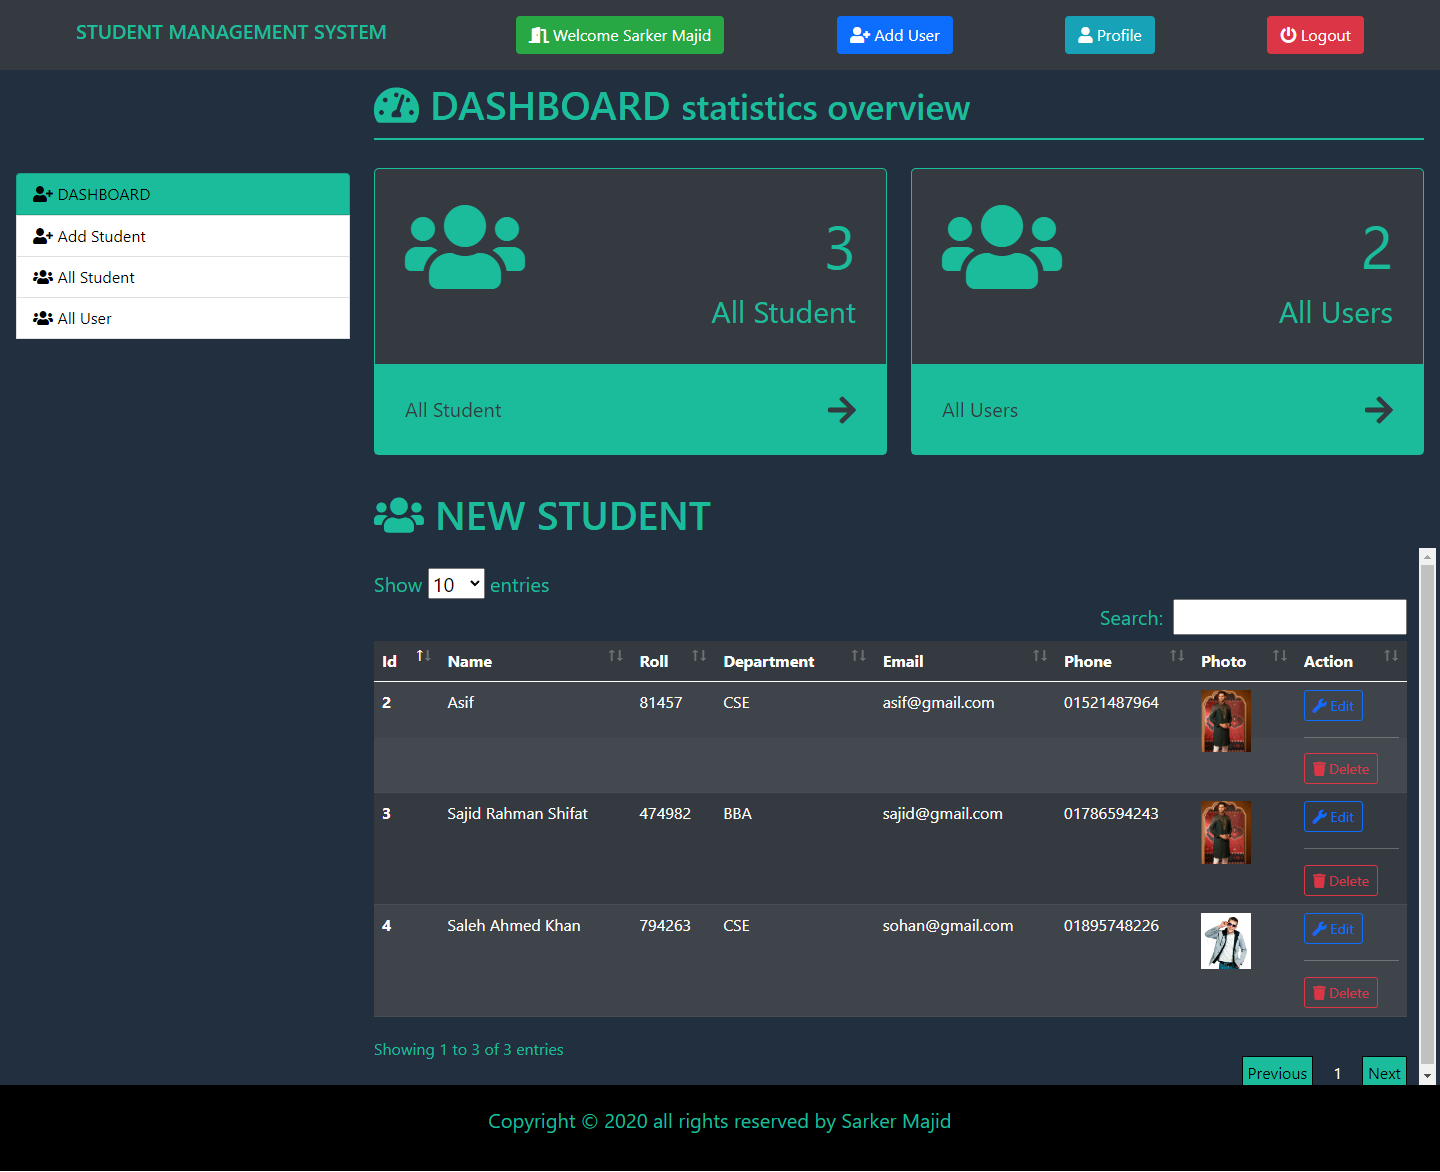 STUDENT MANAGEMENT SYSTEM
Welcome Sarker Majid
Add User
Profile
Logout
DASHBOARD statistics overview
DASHBOARD
Add Student
All Student
All User
3
All Student
All Student
2
All Users
All Users
NEW STUDENT
Show 10 entries
Search:
Id Name Roll Department Email Phone Photo Action
2 Asif 81457 CSE asif@gmail.com 01521487964 Edit
Delete
3 Sajid Rahman Shifat 474982 BBA sajid@gmail.com 01786594243 Edit
Delete
4 Saleh Ahmed Khan 794263 CSE sohan@gmail.com 01895748226 Edit
Delete
Showing 1 to 3 of 3 entries
Previous 1 Next
Copyright © 2020 all rights reserved by Sarker Majid